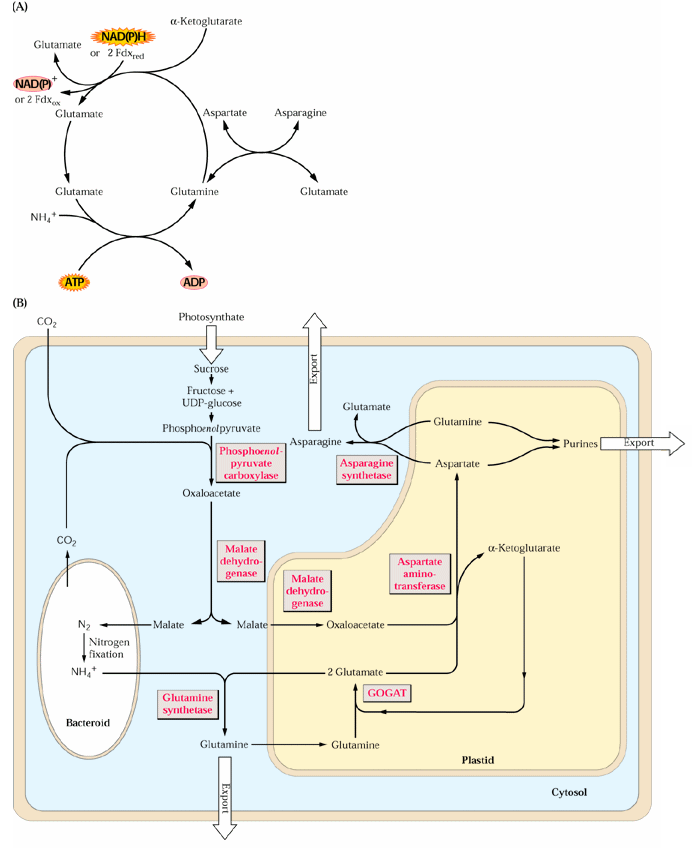 (A)
NAD(P)H
α-Ketoglutarate
Glutamate
or 2 Fdxred
NAD(P)+
or 2 Fdxox
Glutamate
Aspartate
Asparagine
Glutamate
Glutamine
Glutamate
NH4+
ATP
ADP
(B)
CO2
Photosynthate
Export
Sucrose
Fructose +
UDP-glucose
Phosphoenolpyruvate
Glutamate
Glutamine
Asparagine
Purines
Export
Phosphoenol-
pyruvate
carboxylase
Asparagine
synthetase
Aspartate
Oxaloacetate
CO2
Malate
dehydro-
genase
Malate
dehydro-
genase
Aspartate
amino-
transferase
α-Ketoglutarate
N2
Malate
Malate
Oxaloacetate
Nitrogen
fixation
NH4+
2 Glutamate
Glutamine
synthetase
GOGAT
Bacteroid
Glutamine
Glutamine
Plastid
Export
Cytosol